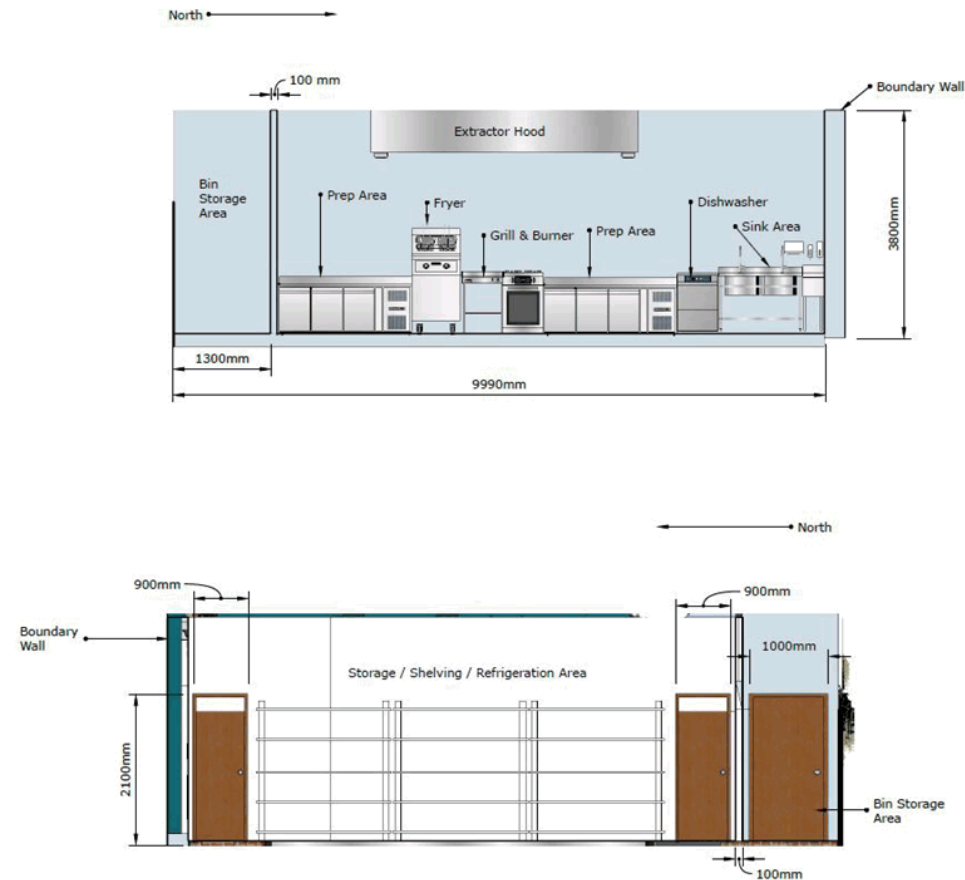 North
100 mm
Boundary Wall
Extractor Hood
Bin
Storage
Area
Prep Area
Fryer
Grill & Burner
Prep Area
Dishwasher
Sink Area
3800mm
1300mm
9990mm
North
900mm
900mm
Boundary
Wall
1000mm
Storage / Shelving / Refrigeration Area
2100mm
Bin Storage
Area
100mm